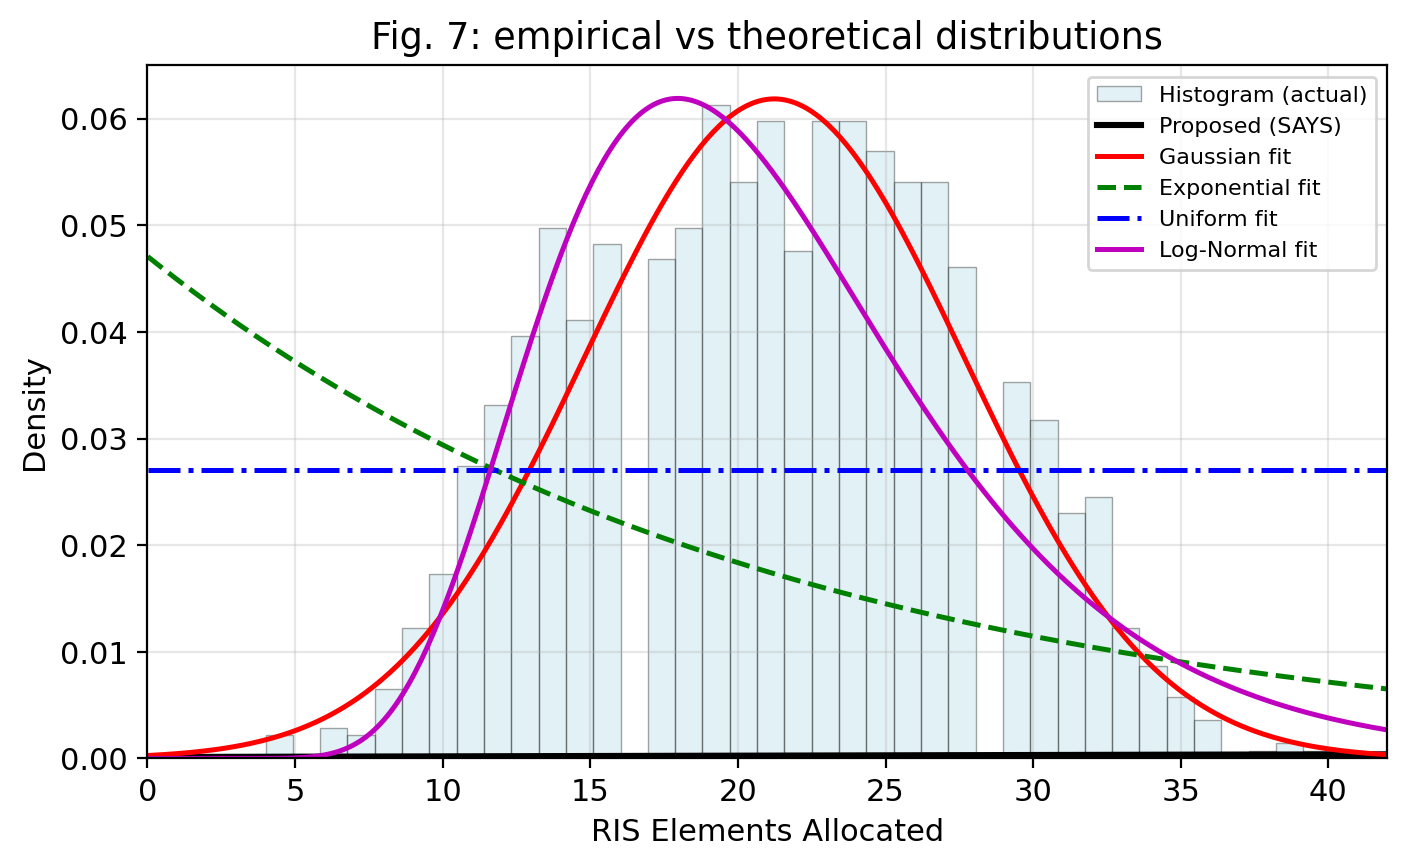 Fig. 7: empirical vs theoretical distributions
Histogram (actual)
Proposed (SAYS)
Gaussian fit
Exponential fit
Uniform fit
Log-Normal fit
Density
0.06
0.05
0.04
0.03
0.02
0.01
0.00
0 5 10 15 20 25 30 35 40
RIS Elements Allocated